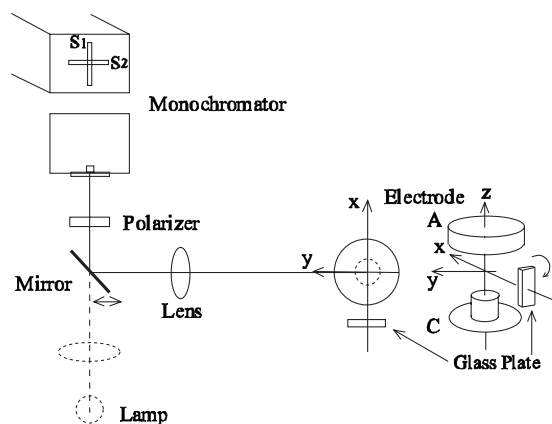 S1
S2
Monochromator
Polarizer
Mirror
Lens
Lamp
x
y
Electrode
A
z
x
y
C
Glass Plate